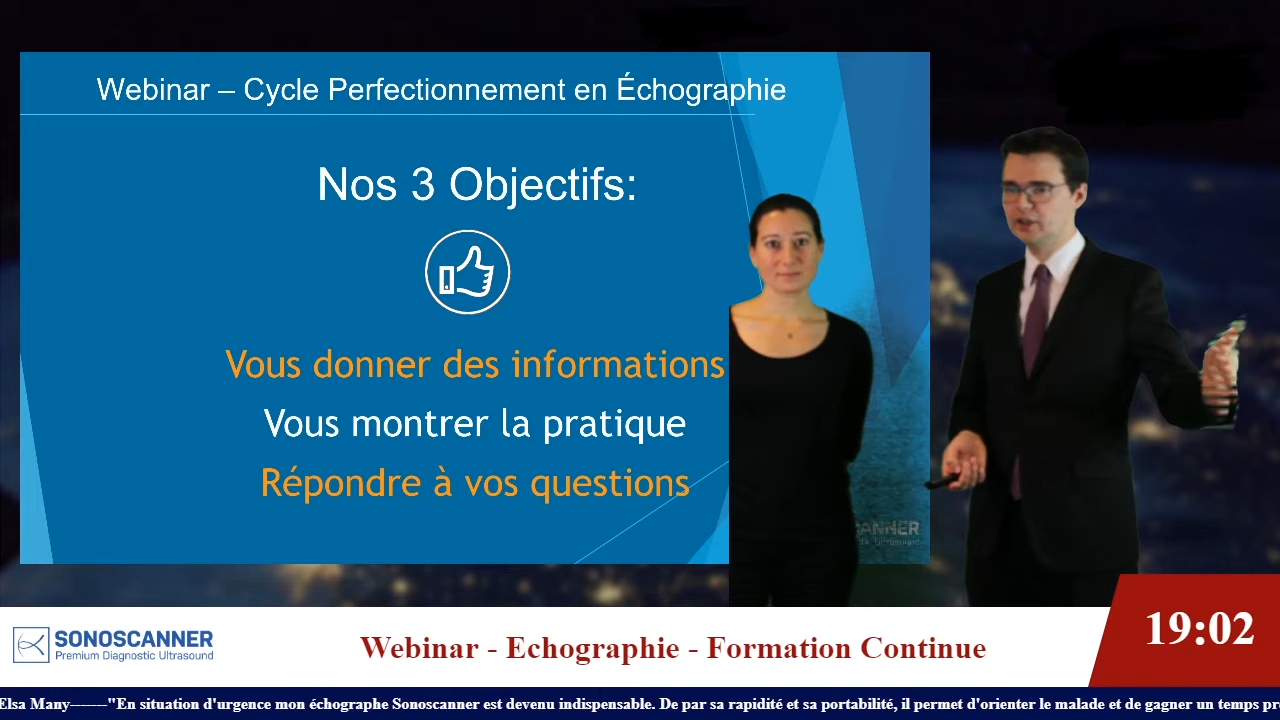 Webinar – Cycle Perfectionnement en Échographie
Nos 3 Objectifs:
Vous donner des informations
Vous montrer la pratique
Répondre à vos questions
SONOSCANNER
Premium Diagnostic Ultrasound
Webinar - Echographie - Formation Continue
19:02
Elsa Many-------"En situation d'urgence mon échographe Sonoscanner est devenu indispensable. De par sa rapidité et sa portabilité, il permet d'orienter le malade et de gagner un temps